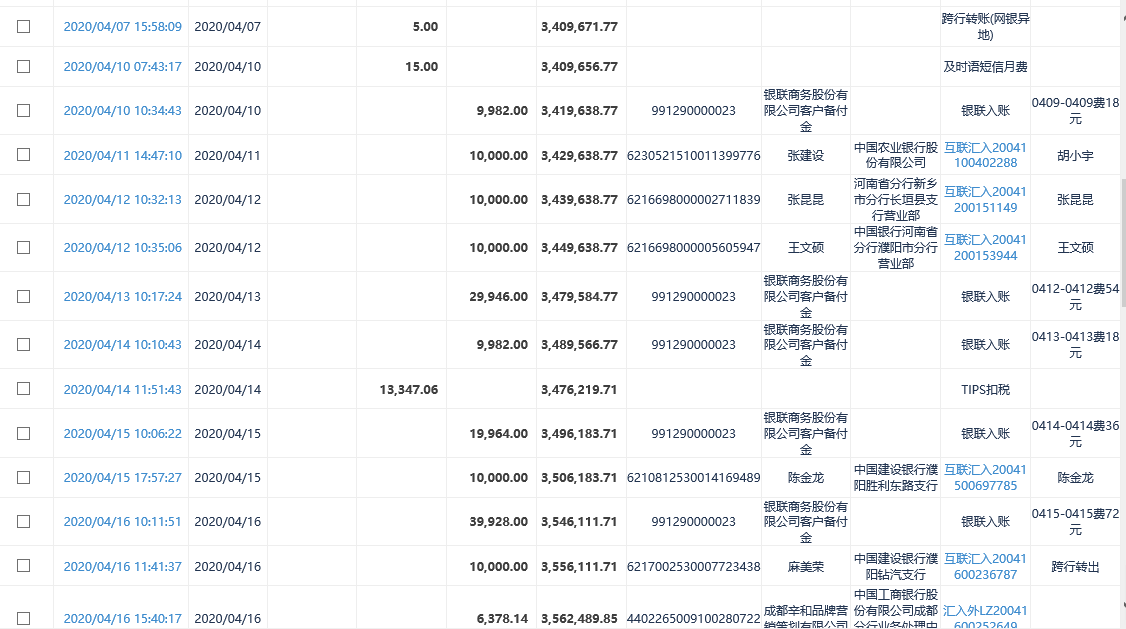 2020/04/07 15:58:09 2020/04/07 5.00 3,409,671.77 跨行转账(网银异
地)
2020/04/10 07:43:17 2020/04/10 15.00 3,409,656.77 及时语短信月费
2020/04/10 10:34:43 2020/04/10 9,982.00 3,419,638.77 991290000023 银联商务股份有
限公司客户备付
金 银联入账 0409-0409费18
元
2020/04/11 14:47:10 2020/04/11 10,000.00 3,429,638.77 6230521510011399776 张建设 中国农业银行股
份有限公司 互联汇入20041
100402288 胡小宇
2020/04/12 10:32:13 2020/04/12 10,000.00 3,439,638.77 6216698000002711839 张昆昆 河南省分行新乡
市分行长垣县支
行营业部 互联汇入20041
200151149 张昆昆
2020/04/12 10:35:06 2020/04/12 10,000.00 3,449,638.77 6216698000005605947 王文硕 中国银行河南省
分行濮阳市分行
营业部 互联汇入20041
200153944 王文硕
2020/04/13 10:17:24 2020/04/13 29,946.00 3,479,584.77 991290000023 银联商务股份有
限公司客户备付
金 银联入账 0412-0412费54
元
2020/04/14 10:10:43 2020/04/14 9,982.00 3,489,566.77 991290000023 银联商务股份有
限公司客户备付
金 银联入账 0413-0413费18
元
2020/04/14 11:51:43 2020/04/14 13,347.06 3,476,219.71 TIPS扣税
2020/04/15 10:06:22 2020/04/15 19,964.00 3,496,183.71 991290000023 银联商务股份有
限公司客户备付
金 银联入账 0414-0414费36
元
2020/04/15 17:57:27 2020/04/15 10,000.00 3,506,183.71 6210812530014169489 陈金龙 中国建设银行濮
阳胜利东路支行 互联汇入20041
500697785 陈金龙
2020/04/16 10:11:51 2020/04/16 39,928.00 3,546,111.71 991290000023 银联商务股份有
限公司客户备付
金 银联入账 0415-0415费72
元
2020/04/16 11:41:37 2020/04/16 10,000.00 3,556,111.71 6217002530007723438 麻美荣 中国建设银行濮
阳钻汽支行 互联汇入20041
600236787 跨行转出
2020/04/16 15:40:17 2020/04/16 6,378.14 3,562,489.85 4402265009100280722 成都辛和品牌营
销策划有限公司 中国工商银行股
份有限公司成都
分行业务处理中 汇入外LZ20041
600252649